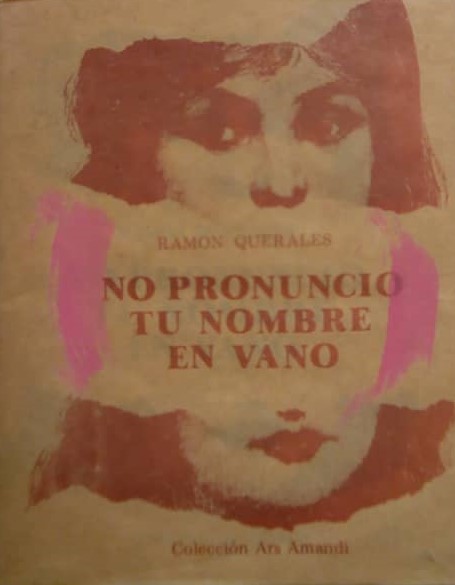 RAMON QUERALES
NO PRONUNCIO
TU NOMBRE
EN VANO
Colección Ars Amandi